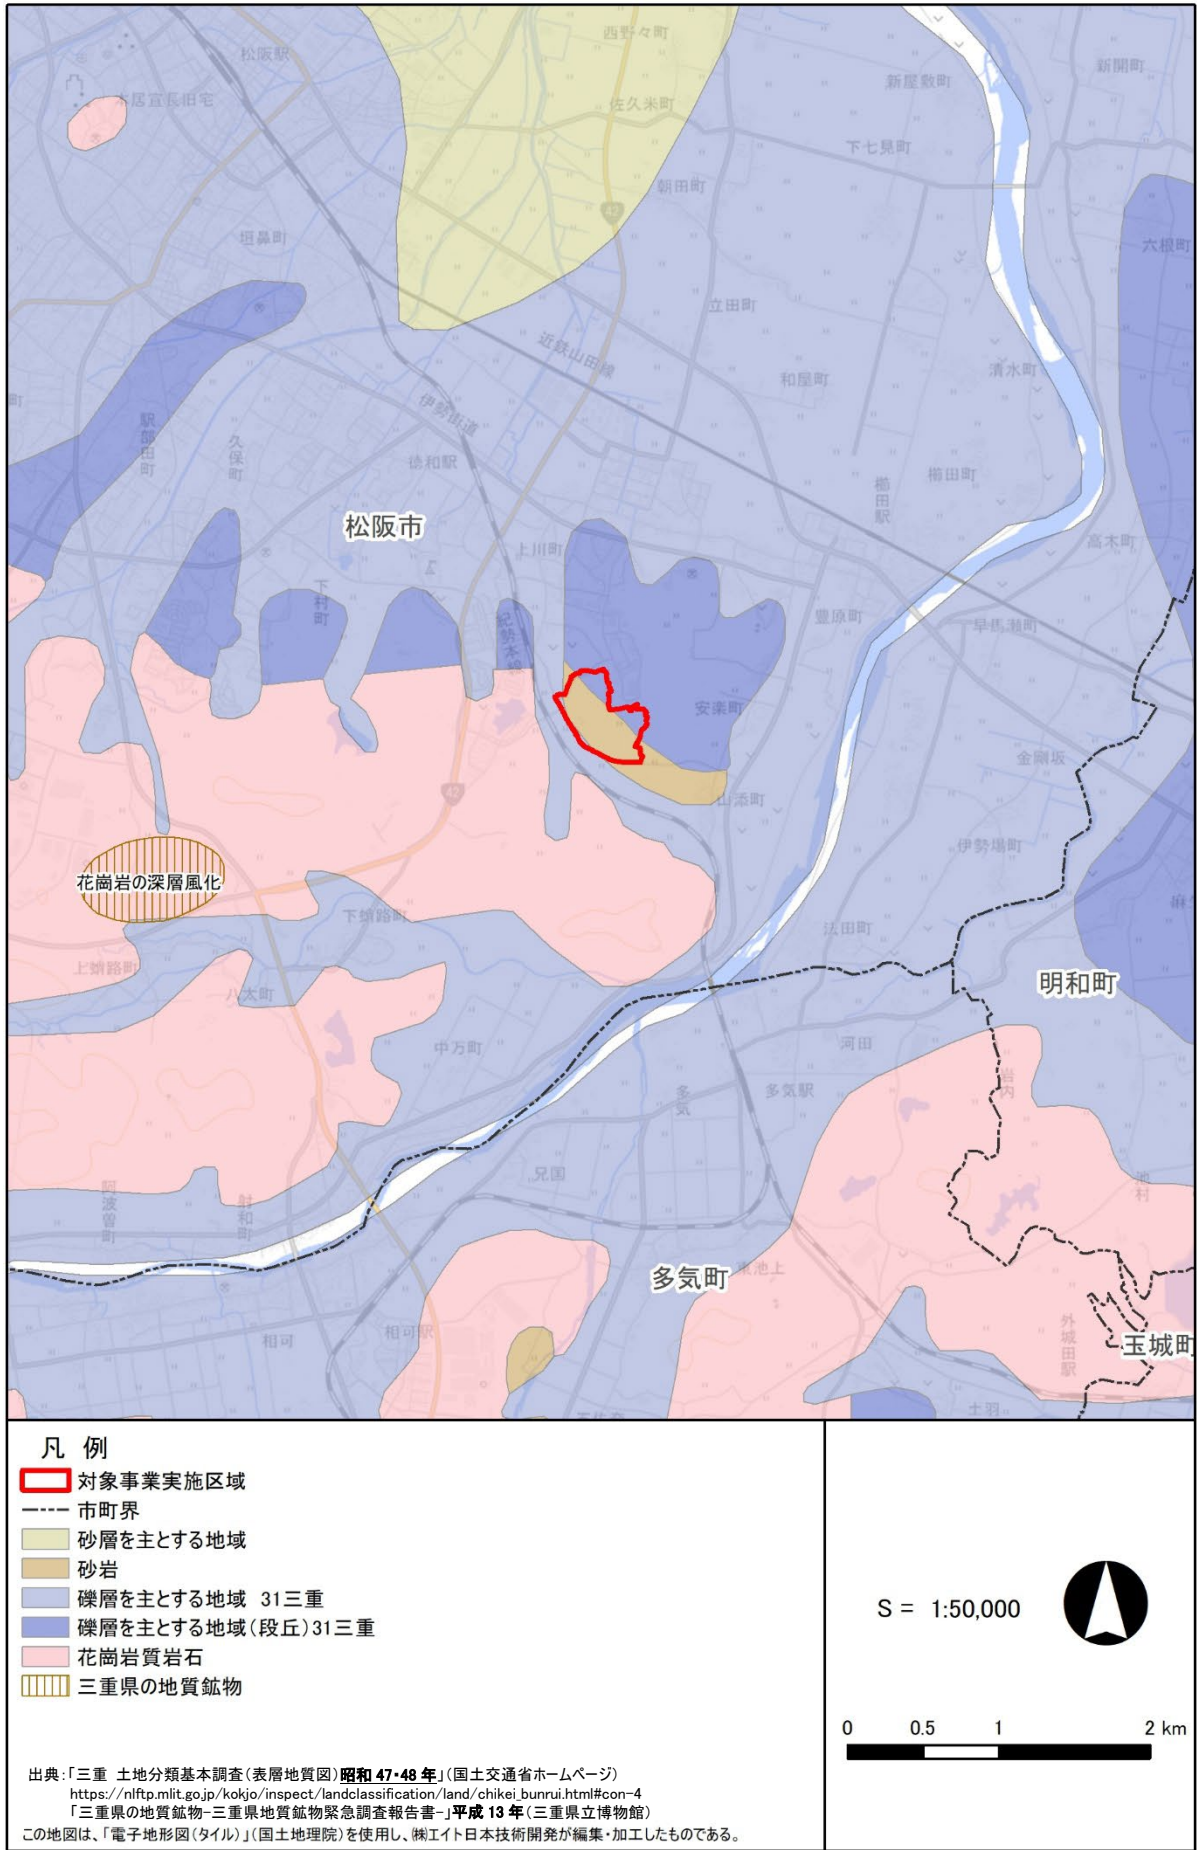 松阪駅
西野々町
新屋敷町
新開町
本居宣長旧宅
佐久米町
下七見町
朝田町
42
六根町
垣鼻町
立田町
近鉄山田線
和屋町
清水町
伊勢街道
駅部田町
久保町
徳和駅
櫛田町
櫛田駅
松阪市
上川町
高木町
下村町
紀勢本線
豊原町
早馬瀬町
安楽町
金剛坂
42
山添町
伊勢場町
花崗岩の深層風化
下蛸路町
法田町
上蛸路町
八太町
明和町
中万町
河田
岩内
多気
多気駅
兄国
池村
阿波曽町
射和町
多気町
東池上
相可
相可駅
外城田駅
玉城町
土羽
凡 例
対象事業実施区域
市町界
砂層を主とする地域
砂岩
礫層を主とする地域 31三重
礫層を主とする地域(段丘)31三重
花崗岩質岩石
三重県の地質鉱物
S = 1:50,000
0 0.5 1 2 km
出典:「三重 土地分類基本調査(表層地質図)昭和 47・48 年」(国土交通省ホームページ)
https://nlftp.mlit.go.jp/kokjo/inspect/landclassification/land/chikei_bunrui.html#con-4
「三重県の地質鉱物-三重県地質鉱物緊急調査報告書-」平成 13 年(三重県立博物館)
この地図は、「電子地形図(タイル)」(国土地理院)を使用し、㈱エイト日本技術開発が編集・加工したものである。